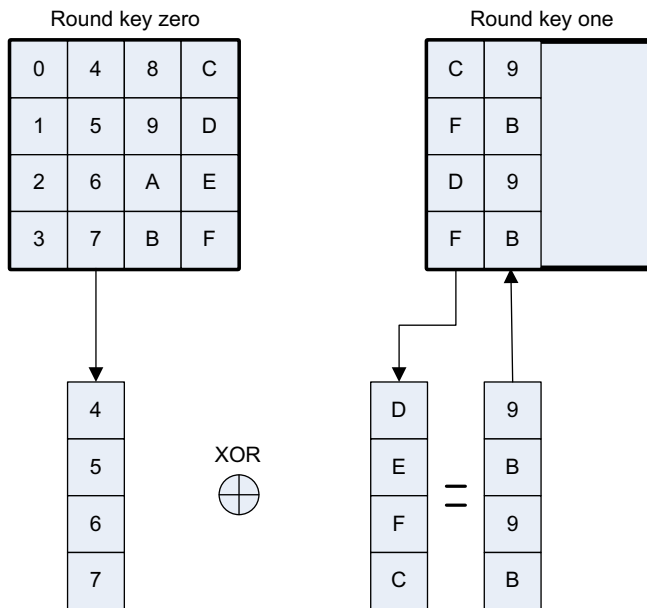 Round key zero
Round key one
0 4 8 C
1 5 9 D
2 6 A E
3 7 B F
C 9
F B
D 9
F B
4
5
6
7
XOR
D
E
F
C
=
9
B
9
B